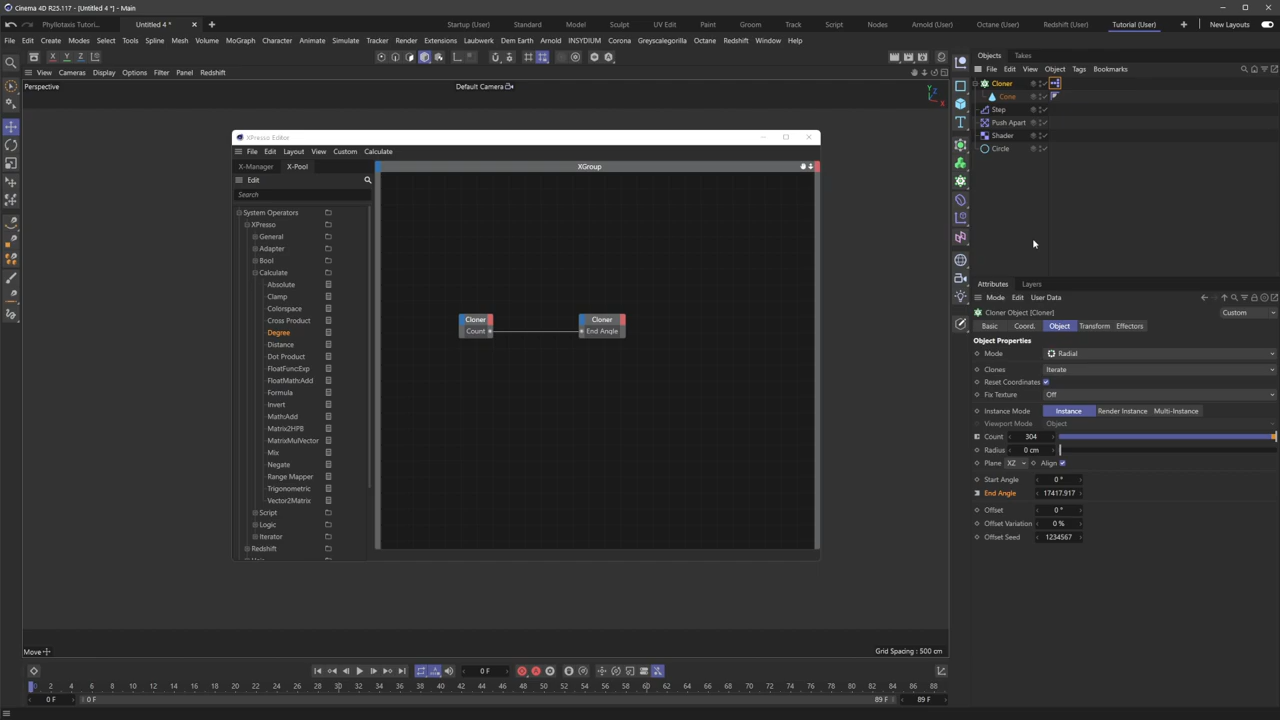 Cinema 4D R25.117 - [Untitled 4 *] - Main
Phyllotaxis Tutori...
Untitled 4 *
Startup (User)
Standard
Model
Sculpt
UV Edit
Paint
Groom
Track
Script
Nodes
Arnold (User)
Octane (User)
Redshift (User)
Tutorial (User)
New Layouts
File Edit Create Modes Select Tools Spline Mesh Volume MoGraph Character Animate Simulate Tracker Render Extensions Laubwerk Dem Earth Arnold INSYDIUM Corona Greyscalegorilla Octane Redshift Window Help
View Cameras Display Options Filter Panel Redshift
Perspective
Default Camera
Y
Z
X
XPresso Editor
File Edit Layout View Custom Calculate
X-Manager X-Pool
Edit
Search
System Operators
XPresso
General
Adapter
Bool
Calculate
Absolute
Clamp
Colorspace
Cross Product
Degree
Distance
Dot Product
FloatFunc:Exp
FloatMath:Add
Formula
Invert
Math:Add
Matrix2HPB
MatrixMulVector
Mix
Negate
Range Mapper
Trigonometric
Vector2Matrix
Script
Logic
Iterator
Redshift
XGroup
Cloner
Count
Cloner
End Angle
Move
Grid Spacing : 500 cm
Objects Takes
File Edit View Object Tags Bookmarks
Cloner
Cone
Step
Push Apart
Shader
Circle
Attributes Layers
Mode Edit User Data
Cloner Object [Cloner]
Custom
Basic Coord. Object Transform Effectors
Object Properties
Mode Radial
Clones Iterate
Reset Coordinates
Fix Texture Off
Instance Mode Instance Render Instance Multi-Instance
Viewport Mode Object
Count 304
Radius 0 cm
Plane XZ Align
Start Angle 0 °
End Angle 17417.917
Offset 0 °
Offset Variation 0 %
Offset Seed 1234567
0 F
0 2 4 6 8 10 12 14 16 18 20 22 24 26 28 30 32 34 36 38 40 42 44 46 48 50 52 54 56 58 60 62 64 66 68 70 72 74 76 78 80 82 84 86 88
0 F
0 F
89 F
89 F